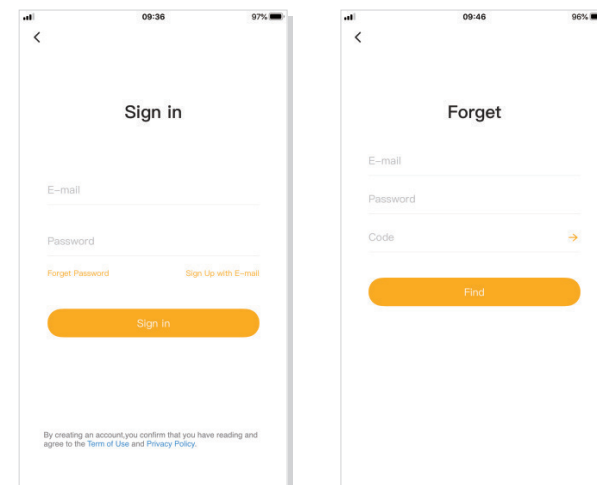 09:36
97%
Sign in
E-mail
Password
Forget Password
Sign Up with E-mail
Sign in
By creating an account,you confirm that you have reading and
agree to the Term of Use and Privacy Policy.
09:46
96%
Forget
E-mail
Password
Code
Find